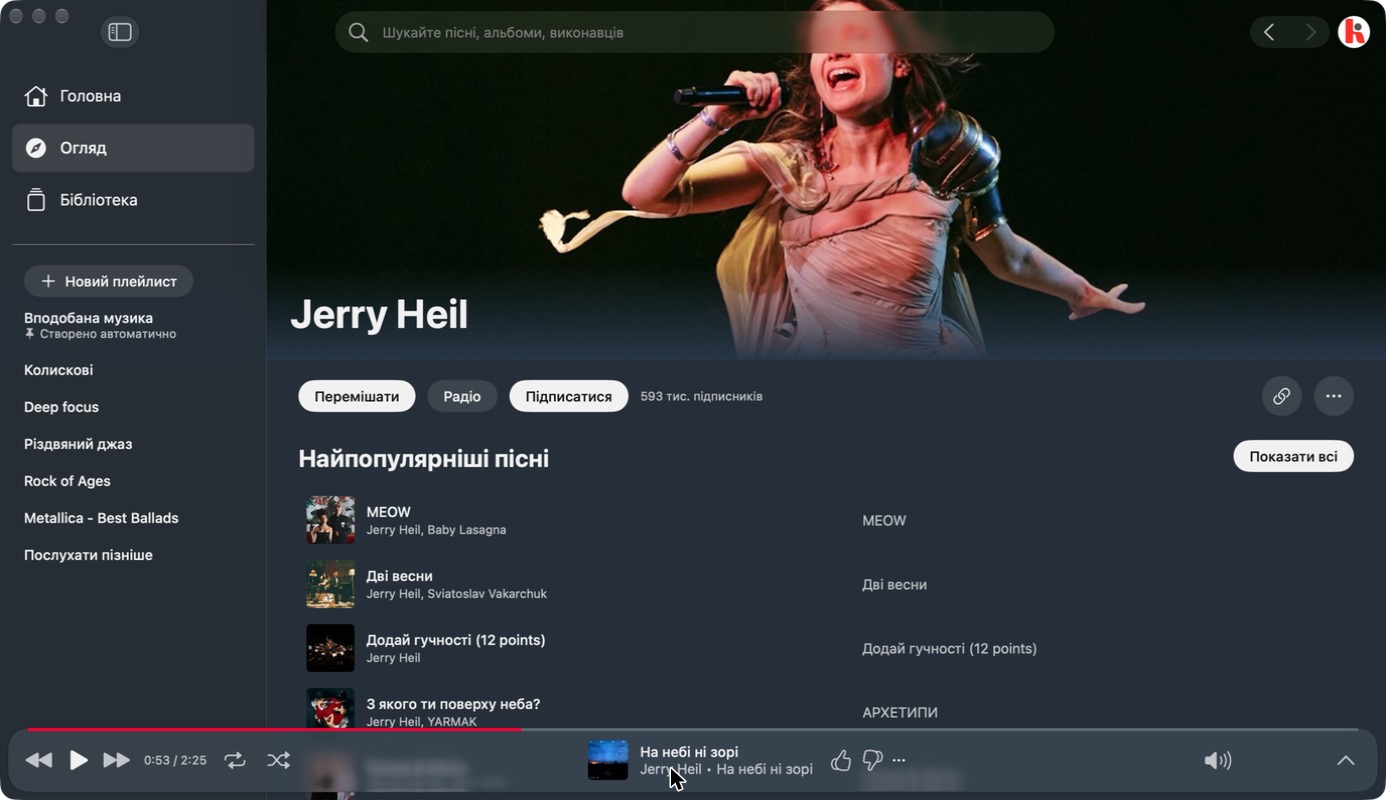 Шукайте пісні, альбоми, виконавців
Головна
Огляд
Бібліотека
Новий плейлист
Вподобана музика
Створено автоматично
Колискові
Deep focus
Різдвяний джаз
Rock of Ages
Metallica - Best Ballads
Послухати пізніше
Jerry Heil
Перемішати Радіо Підписатися 593 тис. підписників
Найпопулярніші пісні Показати всі
MEOW
Jerry Heil, Baby Lasagna
MEOW
Дві весни
Jerry Heil, Sviatoslav Vakarchuk
Дві весни
Додай гучності (12 points)
Jerry Heil
Додай гучності (12 points)
З якого ти поверху неба?
Jerry Heil, YARMAK
АРХЕТИПИ
0:53 / 2:25
На небі ні зорі
Jerry Heil • На небі ні зорі